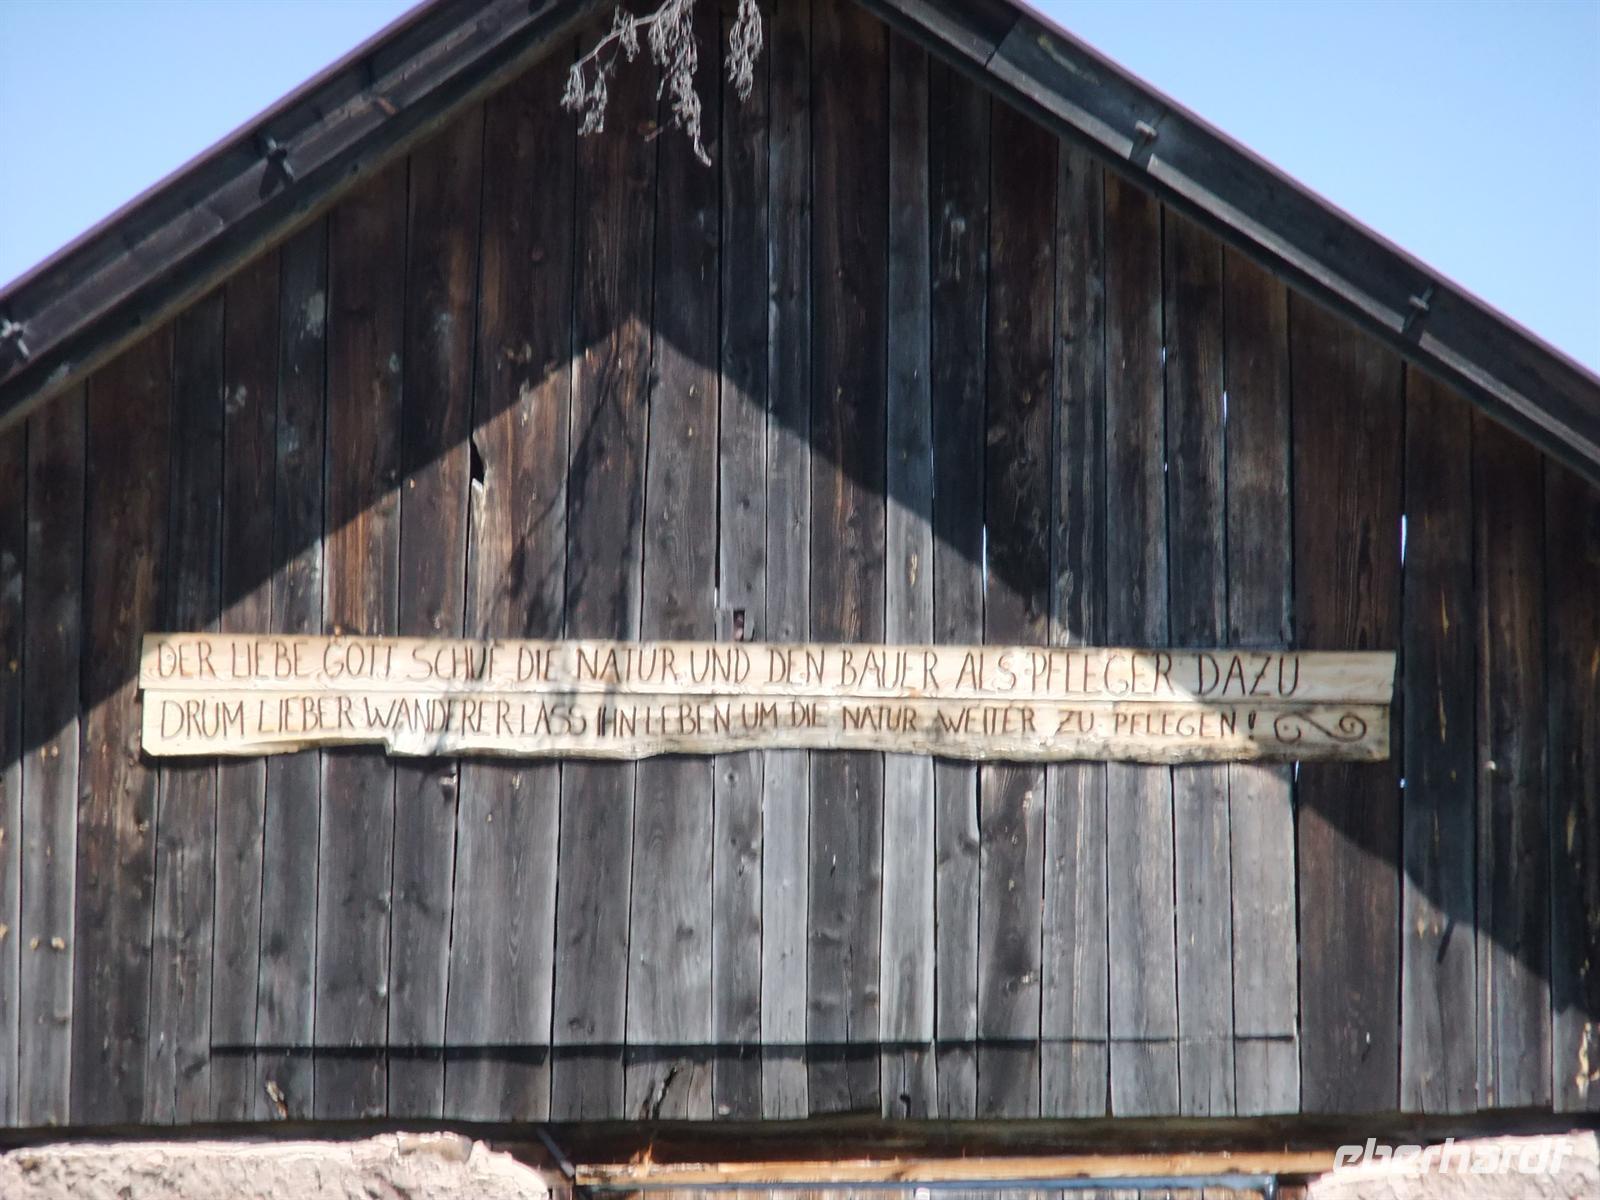 DER LIEBE GOTT SCHUF DIE NATUR UND DEN BAUER ALS PFLEGER DAZU
DRUM LIEBER WANDERER LASS IHN LEBEN UM DIE NATUR WEITER ZU PFLEGEN!
eberhardt